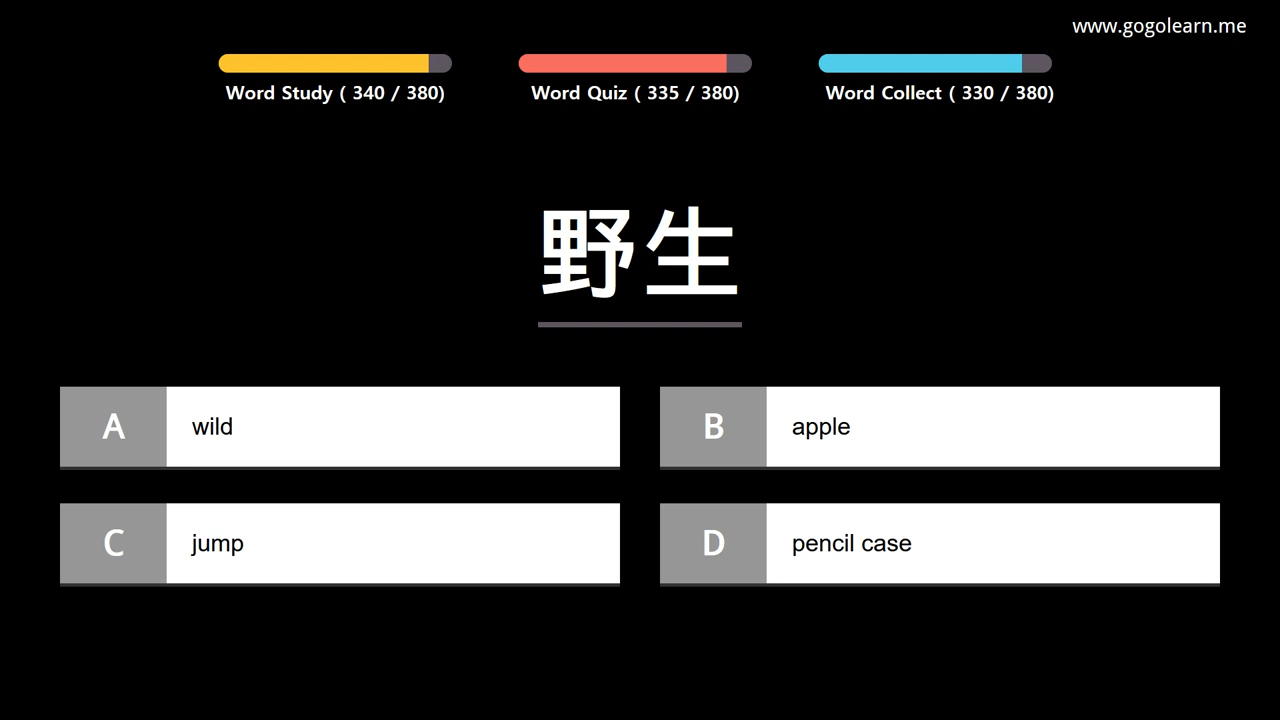 www.gogolearn.me
Word Study ( 340 / 380)
Word Quiz ( 335 / 380)
Word Collect ( 330 / 380)
野生
A wild
B apple
C jump
D pencil case